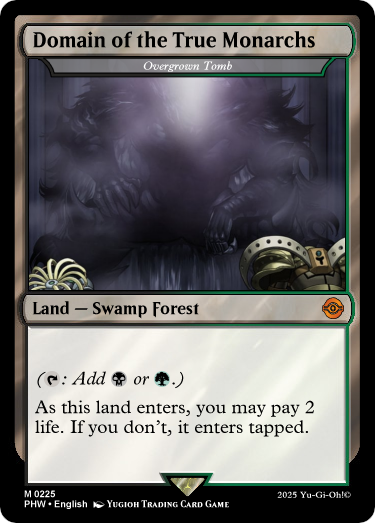 Domain of the True Monarchs
Overgrown Tomb
Land — Swamp Forest
(: Add or .)
As this land enters, you may pay 2
life. If you don't, it enters tapped.
M 0225
PHW • English Yugioh Trading Card Game
2025 Yu-Gi-Oh!©